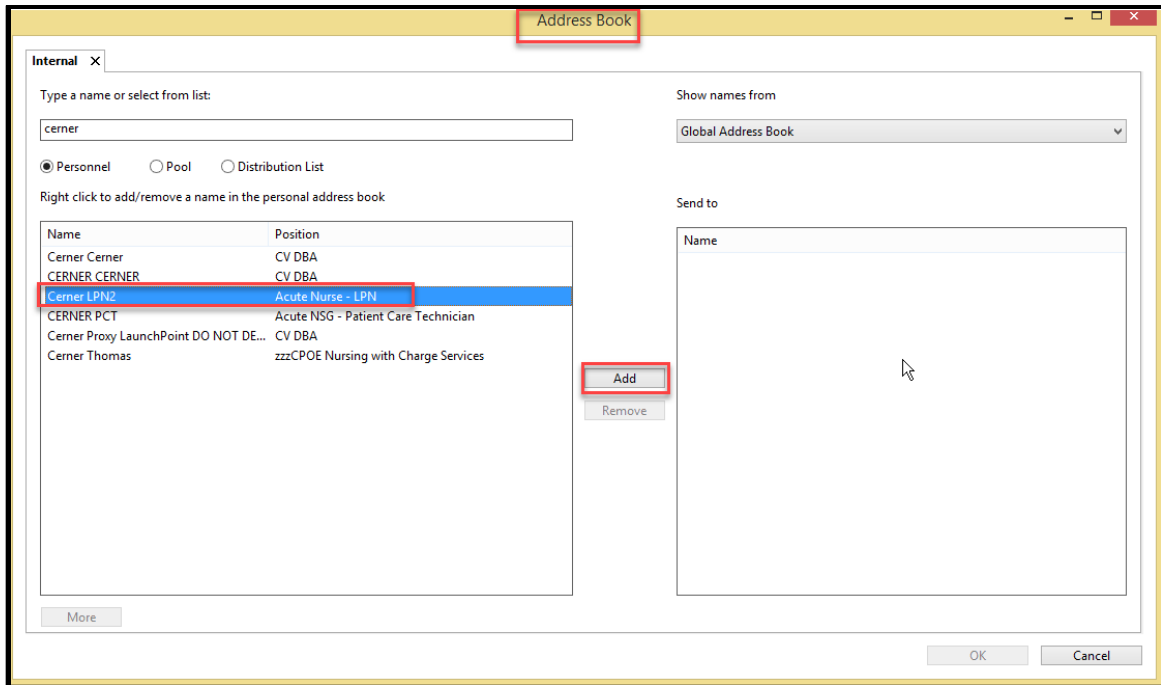 Address Book
Internal X
Type a name or select from list:
Show names from
cerner
Global Address Book
Personnel Pool Distribution List
Right click to add/remove a name in the personal address book
Send to
Name Position
Name
Cerner Cerner CV DBA
CERNER CERNER CV DBA
Cerner LPN2 Acute Nurse - LPN
CERNER PCT Acute NSG - Patient Care Technician
Cerner Proxy LaunchPoint DO NOT DE... CV DBA
Cerner Thomas zzzCPOE Nursing with Charge Services
Add
Remove
More
OK Cancel